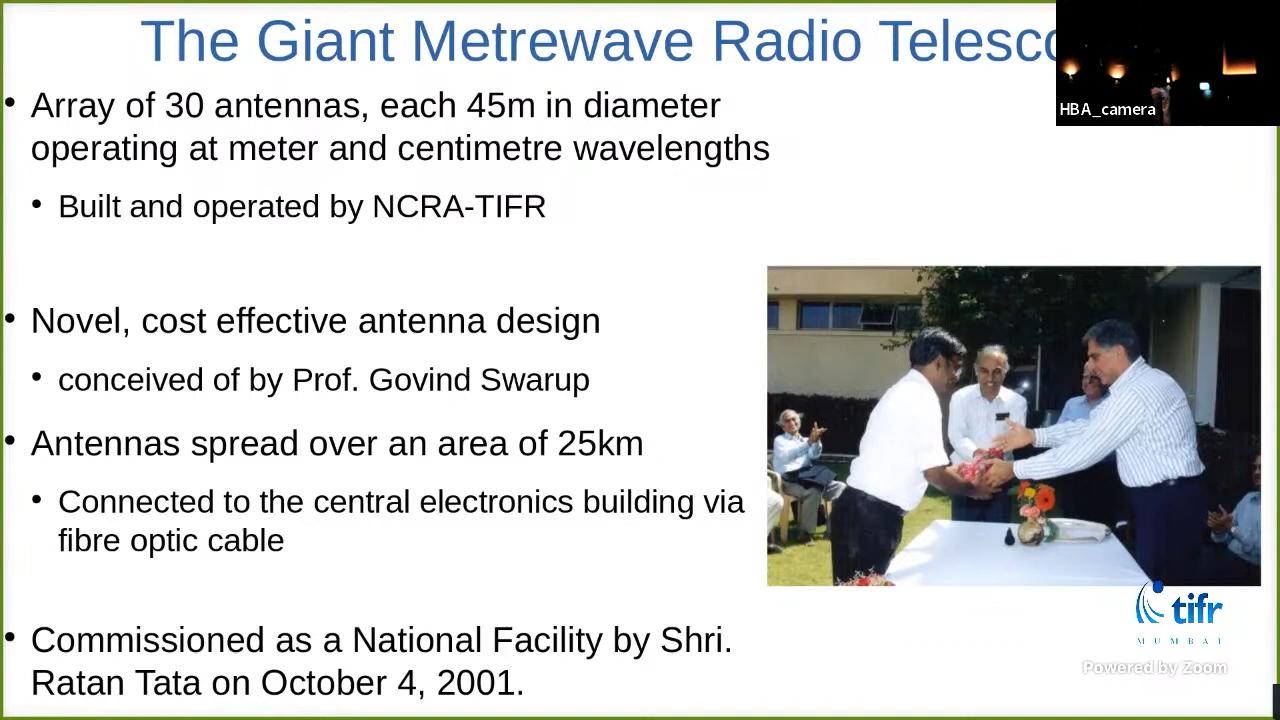 The Giant Metrewave Radio
HBA_camera
• Array of 30 antennas, each 45m in diameter
operating at meter and centimetre wavelengths
• Built and operated by NCRA-TIFR
• Novel, cost effective antenna design
• conceived of by Prof. Govind Swarup
• Antennas spread over an area of 25km
• Connected to the central electronics building via
fibre optic cable
• Commissioned as a National Facility by Shri.
Ratan Tata on October 4, 2001.
tifr
MUMBAI
Powered by Zoom